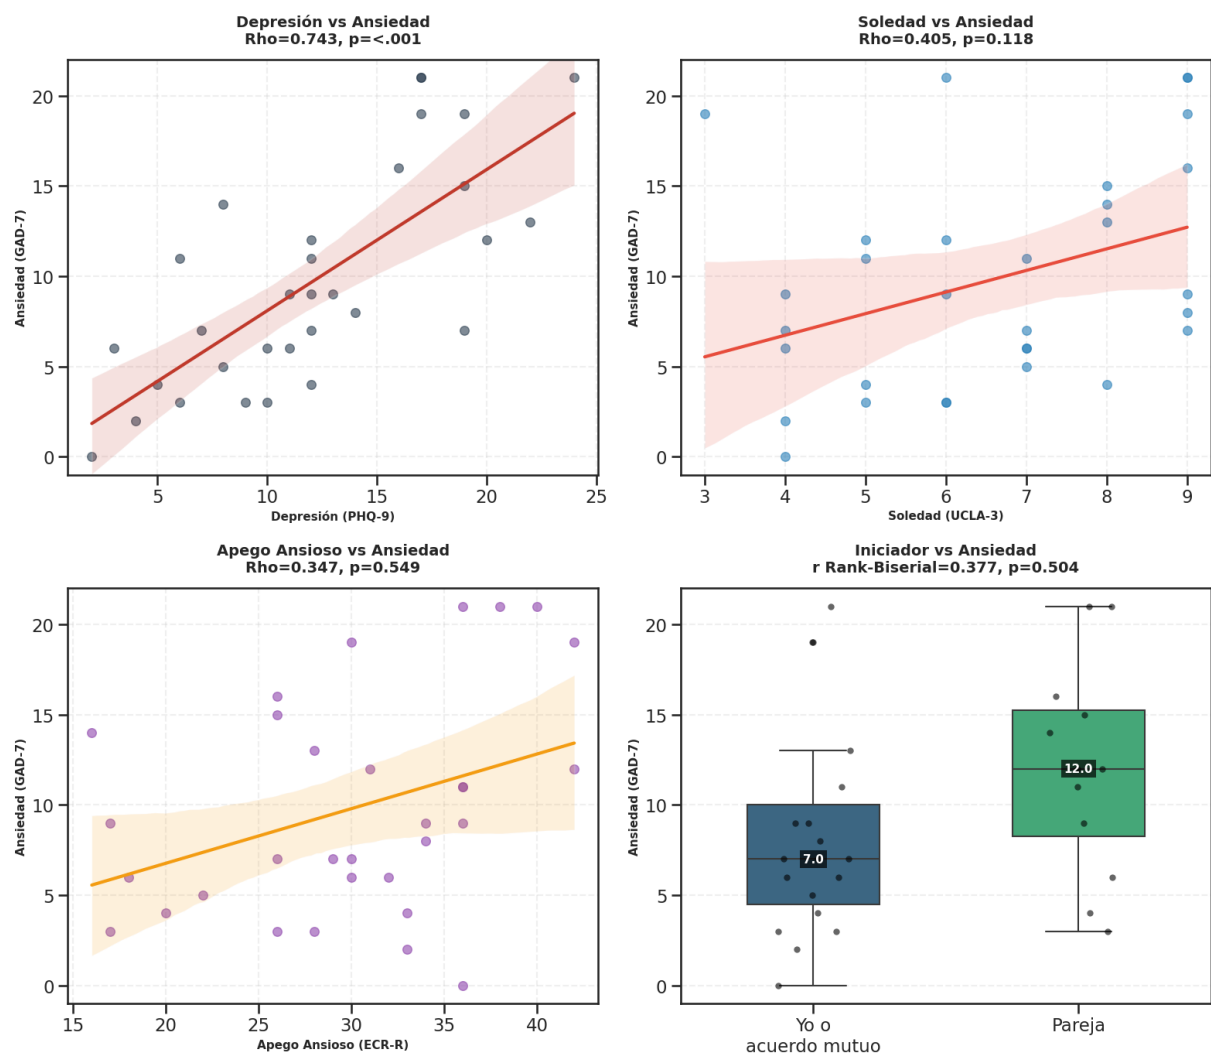 Depresión vs Ansiedad
Rho=0.743, p=<.001
Ansiedad (GAD-7)
20
15
10
5
0
5
10
15
20
25
Depresión (PHQ-9)
Soledad vs Ansiedad
Rho=0.405, p=0.118
Ansiedad (GAD-7)
20
15
10
5
0
3
4
5
6
7
8
9
Soledad (UCLA-3)
Apego Ansioso vs Ansiedad
Rho=0.347, p=0.549
Ansiedad (GAD-7)
20
15
10
5
0
15
20
25
30
35
40
Apego Ansioso (ECR-R)
Iniciador vs Ansiedad
r Rank-Biserial=0.377, p=0.504
Ansiedad (GAD-7)
20
15
10
5
0
7.0
12.0
Yo o
acuerdo mutuo
Pareja